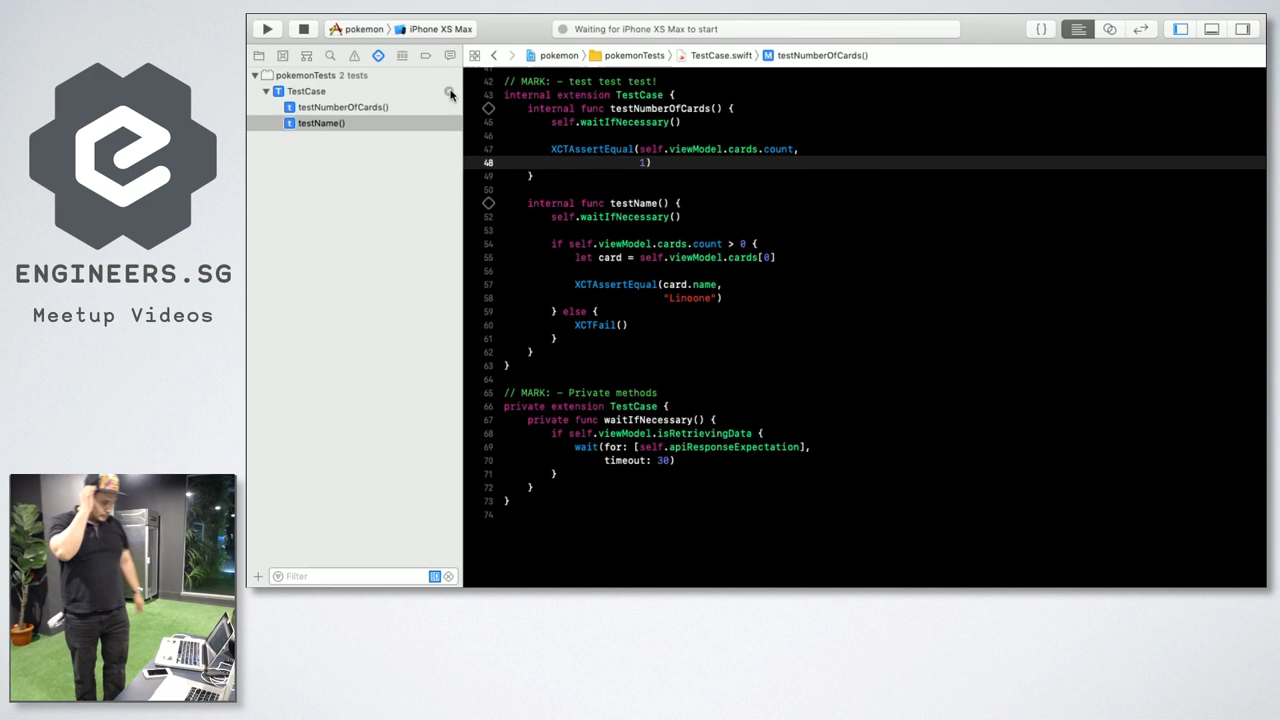 ENGINEERS.SG
Meetup Videos
pokemon
iPhone XS Max
Waiting for iPhone XS Max to start
{ }
pokemon
pokemonTests
TestCase.swift
M
testNumberOfCards()
pokemonTests 2 tests
T
TestCase
t
testNumberOfCards()
t
testName()
42 // MARK: - test test test!
43 internal extension TestCase {
internal func testNumberOfCards() {
45 self.waitIfNecessary()
46
47 XCTAssertEqual(self.viewModel.cards.count,
48 1)
49 }
50
internal func testName() {
52 self.waitIfNecessary()
53
54 if self.viewModel.cards.count > 0 {
55 let card = self.viewModel.cards[0]
56
57 XCTAssertEqual(card.name,
58 "Linoone")
59 } else {
60 XCTFail()
61 }
62 }
63 }
64
65 // MARK: - Private methods
66 private extension TestCase {
67 private func waitIfNecessary() {
68 if self.viewModel.isRetrievingData {
69 wait(for: [self.apiResponseExpectation],
70 timeout: 30)
71 }
72 }
73 }
74
Filter